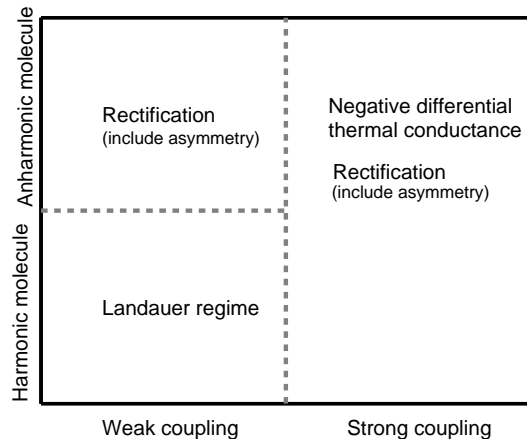 Anharmonic molecule
Harmonic molecule
Rectification
(include asymmetry)
Landauer regime
Negative differential
thermal conductance
Rectification
(include asymmetry)
Weak coupling
Strong coupling